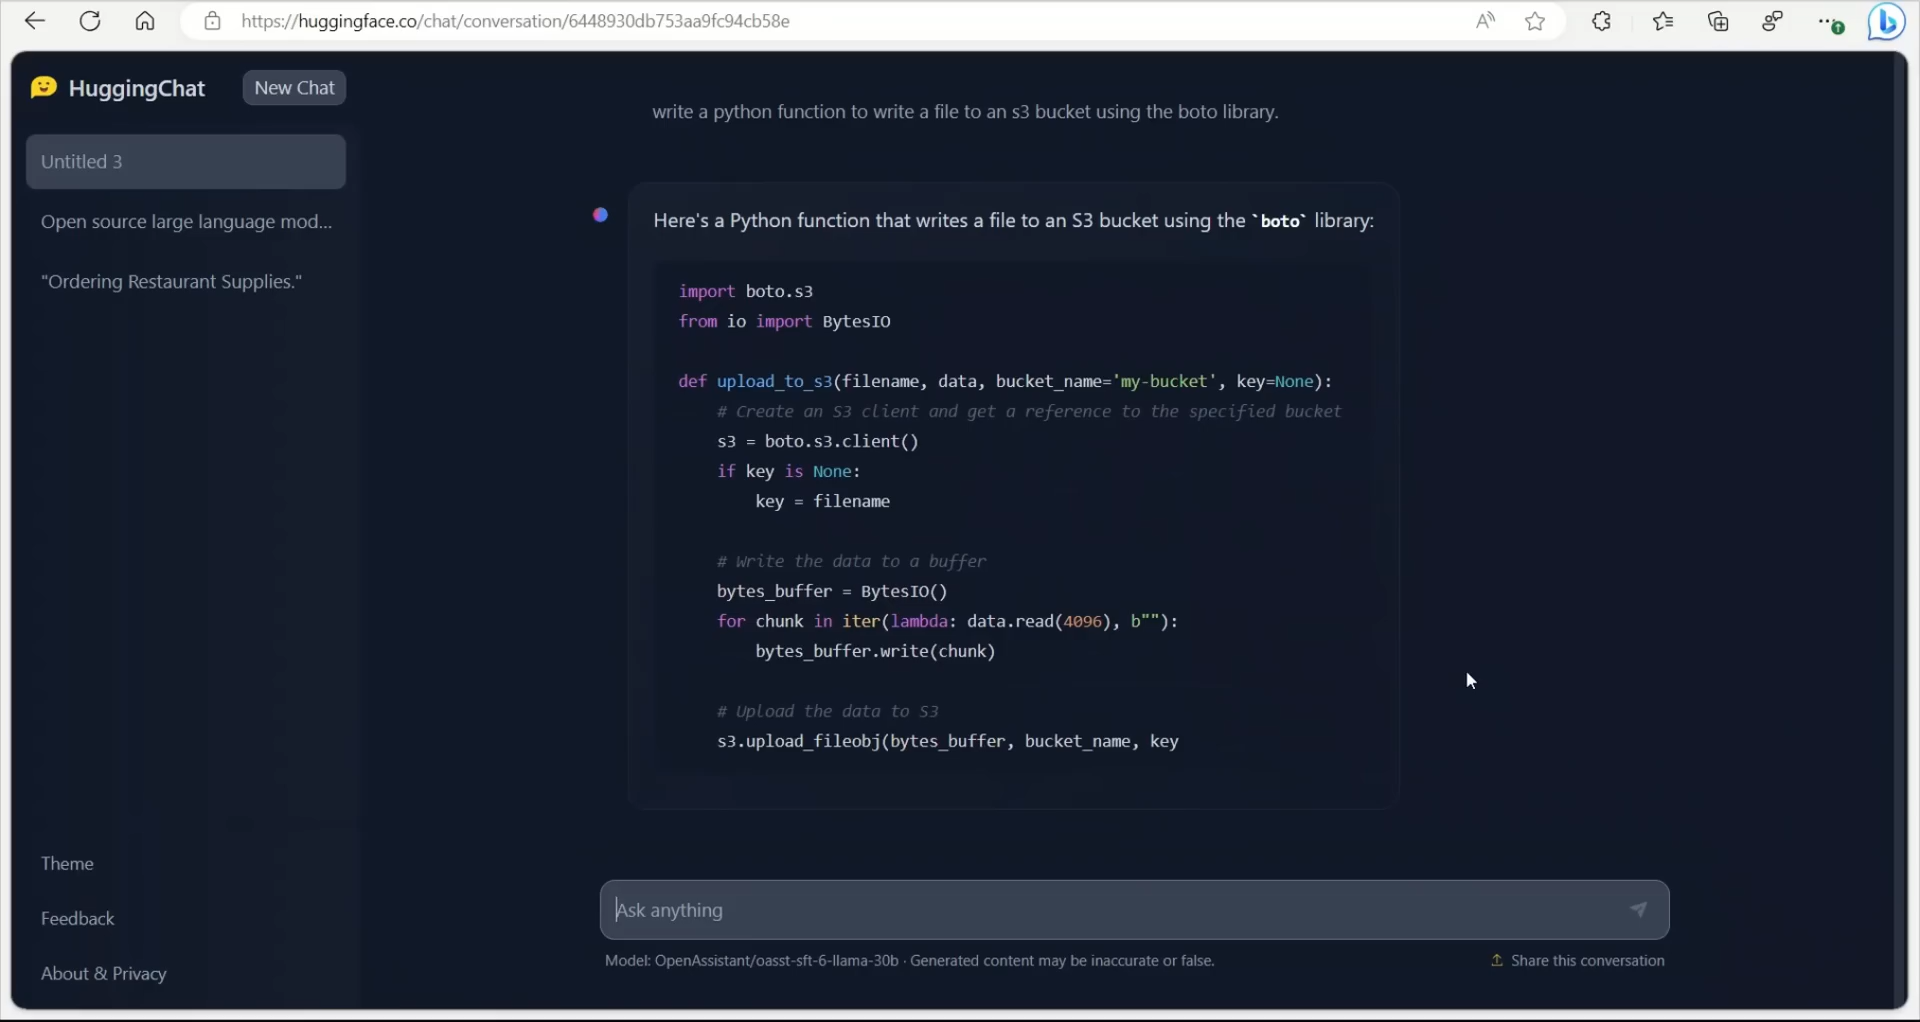 https://huggingface.co/chat/conversation/6448930db753aa9fc94cb58e
HuggingChat
New Chat
Untitled 3
Open source large language mod...
"Ordering Restaurant Supplies."
Theme
Feedback
About & Privacy
write a python function to write a file to an s3 bucket using the boto library.
Here's a Python function that writes a file to an S3 bucket using the `boto` library:
import boto.s3
from io import BytesIO
def upload_to_s3(filename, data, bucket_name='my-bucket', key=None):
# Create an S3 client and get a reference to the specified bucket
s3 = boto.s3.client()
if key is None:
key = filename
# Write the data to a buffer
bytes_buffer = BytesIO()
for chunk in iter(lambda: data.read(4096), b""):
bytes_buffer.write(chunk)
# Upload the data to S3
s3.upload_fileobj(bytes_buffer, bucket_name, key
Ask anything
Model: OpenAssistant/oasst-sft-6-llama-30b · Generated content may be inaccurate or false.
Share this conversation